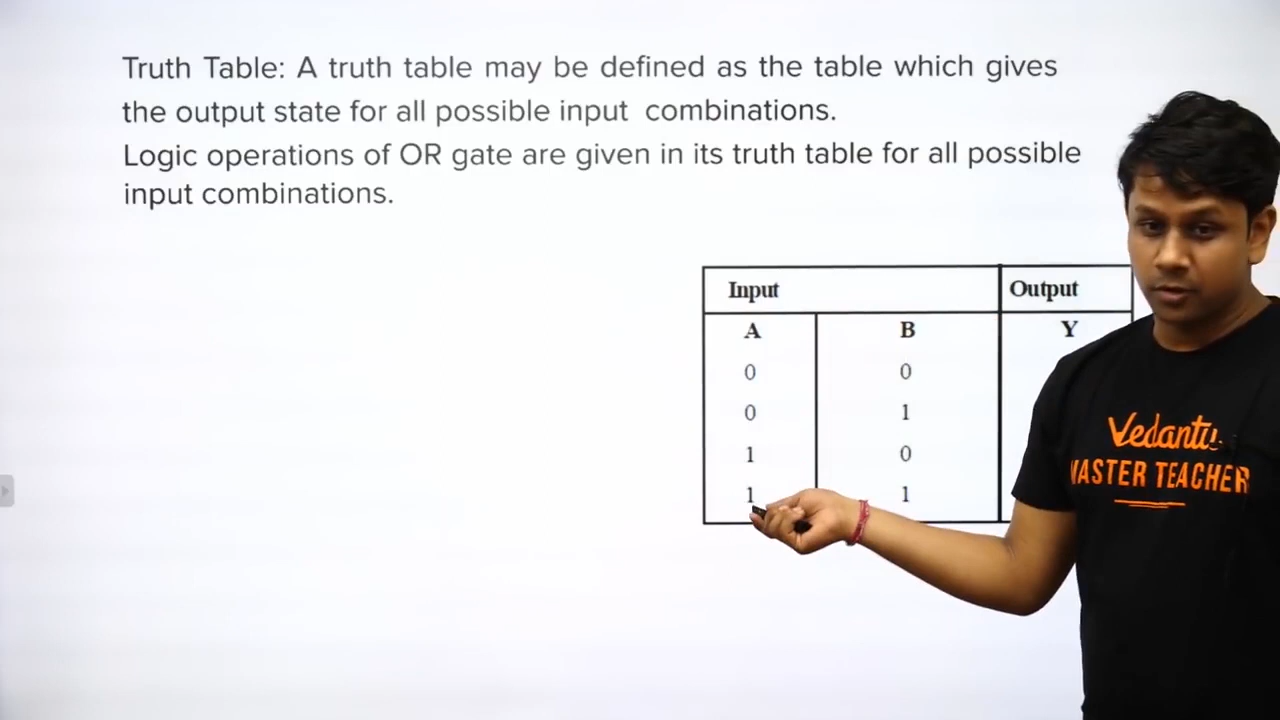 Truth Table: A truth table may be defined as the table which gives
the output state for all possible input combinations.
Logic operations of OR gate are given in its truth table for all possible
input combinations.
Input Output
A B Y
0 0
0 1
1 0
1 1
Vedantu
MASTER TEACHER